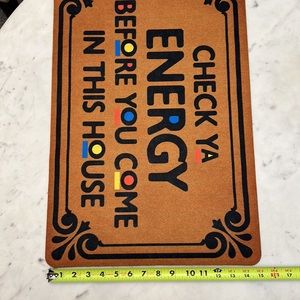 CHECK YA
ENERGY
BEFORE YOU COME
IN THIS HOUSE
1 2 3 4 5 6 7 8 9 10 11 12 13 14 15 16 17